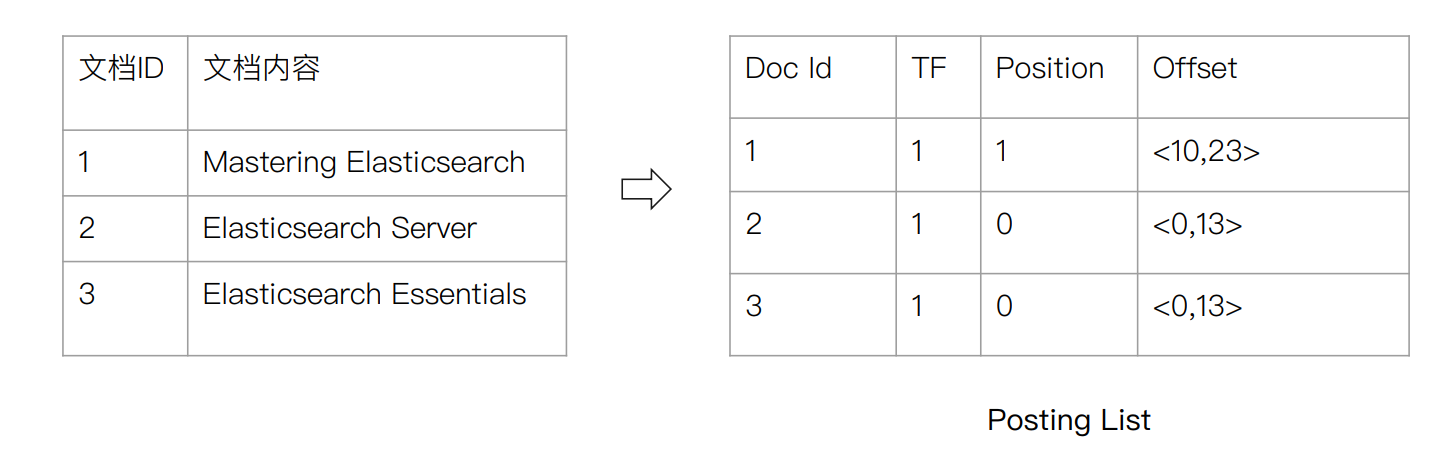 文档ID 文档内容
1 Mastering Elasticsearch
2 Elasticsearch Server
3 Elasticsearch Essentials
Doc Id TF Position Offset
1 1 1 <10,23>
2 1 0 <0,13>
3 1 0 <0,13>
Posting List